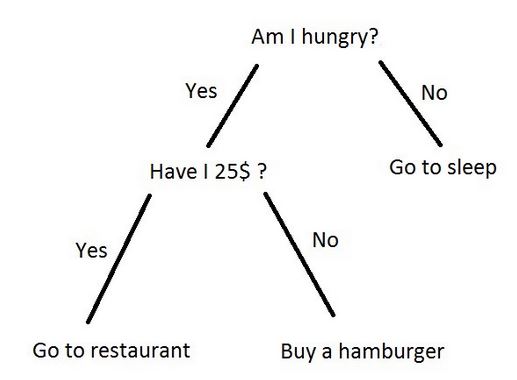 Am I hungry?
Yes
No
Have I 25$ ?
Go to sleep
Yes
No
Go to restaurant
Buy a hamburger